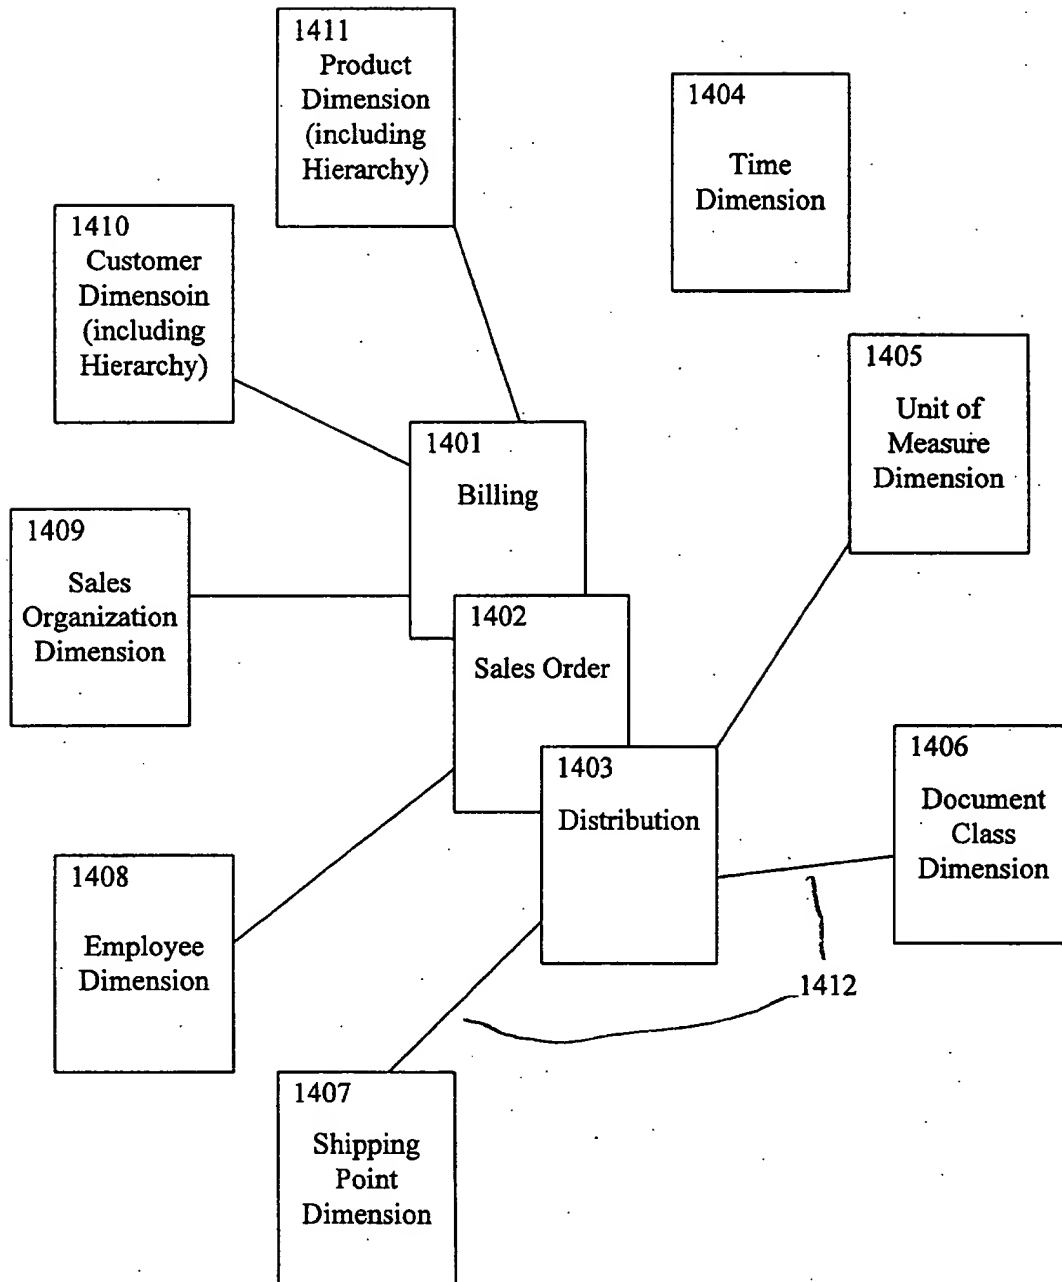 1411
Product
Dimension
(including
Hierarchy)
1404
Time
Dimension
1410
Customer
Dimensoin
(including
Hierarchy)
1405
Unit of
Measure
Dimension
1401
Billing
1409
Sales
Organization
Dimension
1402
Sales Order
1403
Distribution
1406
Document
Class
Dimension
1408
Employee
Dimension
1412
1407
Shipping
Point
Dimension